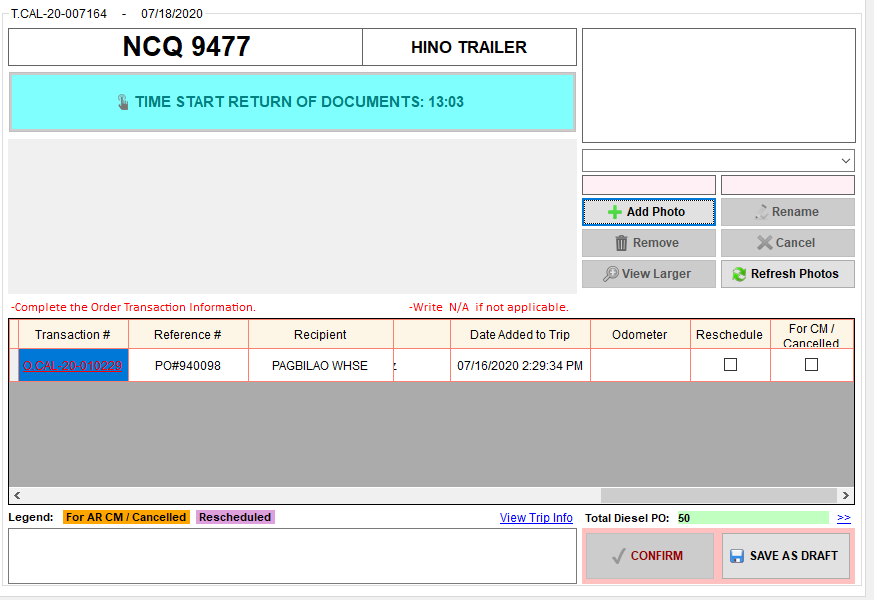 T.CAL-20-007164 - 07/18/2020
NCQ 9477
HINO TRAILER
TIME START RETURN OF DOCUMENTS: 13:03
Add Photo
Rename
Remove
Cancel
View Larger
Refresh Photos
-Complete the Order Transaction Information.
-Write N/A if not applicable.
Transaction # Reference # Recipient Date Added to Trip Odometer Reschedule For CM / Cancelled
O.CAL-20-010229 PO#940098 PAGBILAO WHSE 07/16/2020 2:29:34 PM
Legend: For AR CM / Cancelled Rescheduled View Trip Info Total Diesel PO: 50 >>
CONFIRM
SAVE AS DRAFT